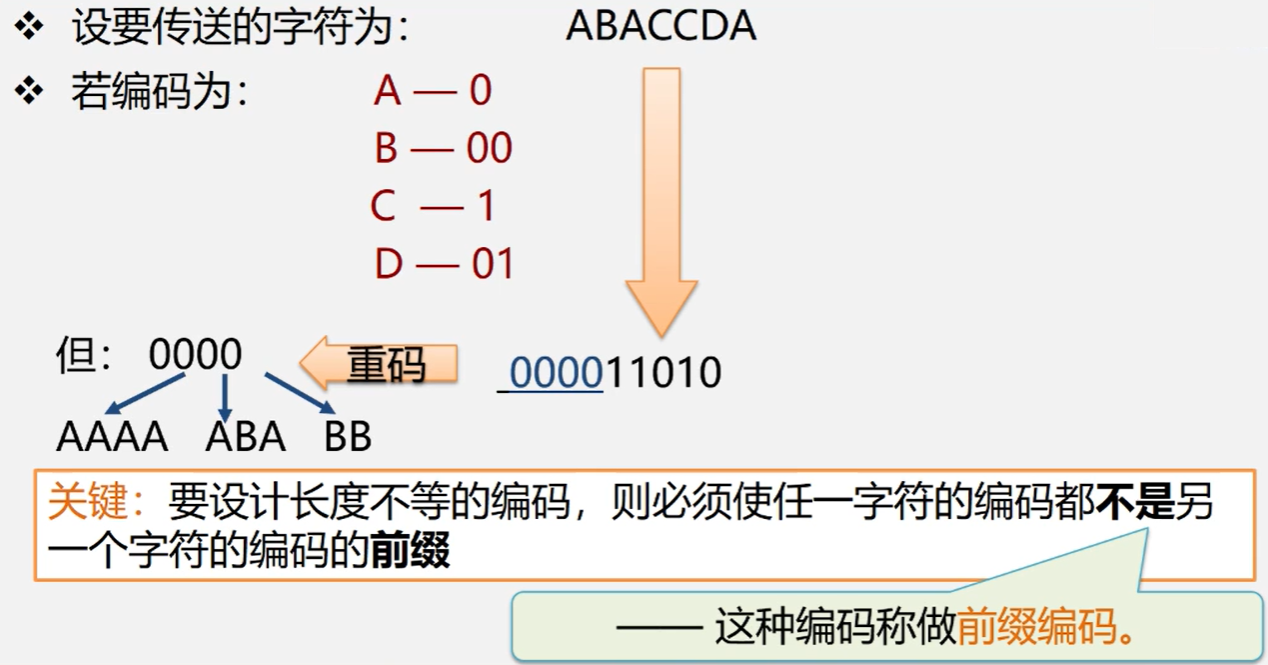 ❖ 设要传送的字符为： ABACCDA
❖ 若编码为： A — 0
B — 00
C — 1
D — 01
但： 0000 重码 000011010
AAAA ABA BB
关键：要设计长度不等的编码，则必须使任一字符的编码都不是另
一个字符的编码的前缀
—— 这种编码称做前缀编码。